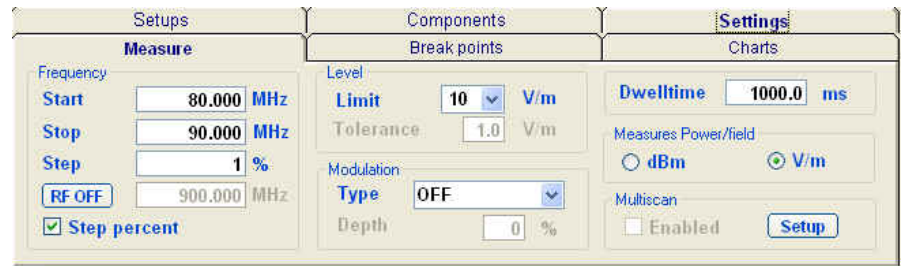 Setups Components Settings
Measure Break points Charts
Frequency
Start 80.000 MHz
Stop 90.000 MHz
Step 1 %
RF OFF 900.000 MHz
Step percent
Level
Limit 10 V/m
Tolerance 1.0 V/m
Modulation
Type OFF
Depth 0 %
Dwelltime 1000.0 ms
Measures Power/field
dBm V/m
Multiscan
Enabled Setup